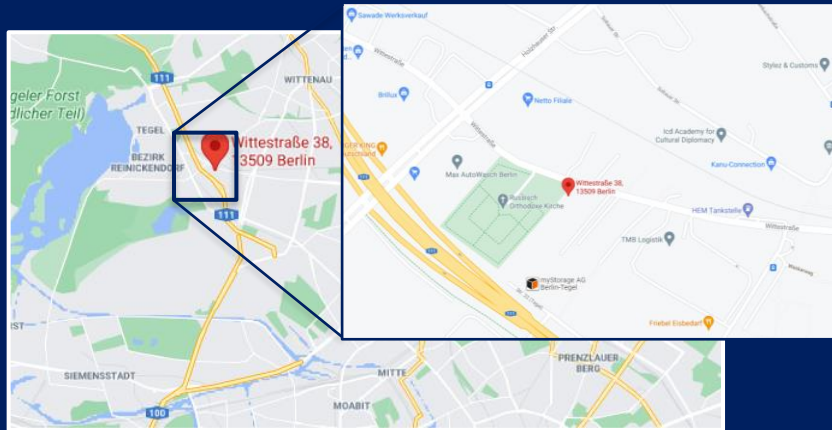 111
WITTENAU
geler Forst
dlicher Teil)
TEGEL
BEZIRK
REINICKENDORF
Wittestraße 38,
13509 Berlin
111
SIEMENSSTADT
MITTE
PRENZLAUER
BERG
100
MOABIT
Sawade Werksverkauf
Holzhauser Str.
Wittestraße
Stylez & Customs
Brillux
Netto Filiale
Wittestraße
Icd Academy for
Cultural Diplomacy
Kanu-Connection
Max AutoWasch Berlin
Wittestraße 38,
13509 Berlin
Russisch
Orthodoxe Kirche
HEM Tankstelle
Wittestraße
TMB Logistik
myStorage AG
Berlin-Tegel
Friebel Eisbedarf